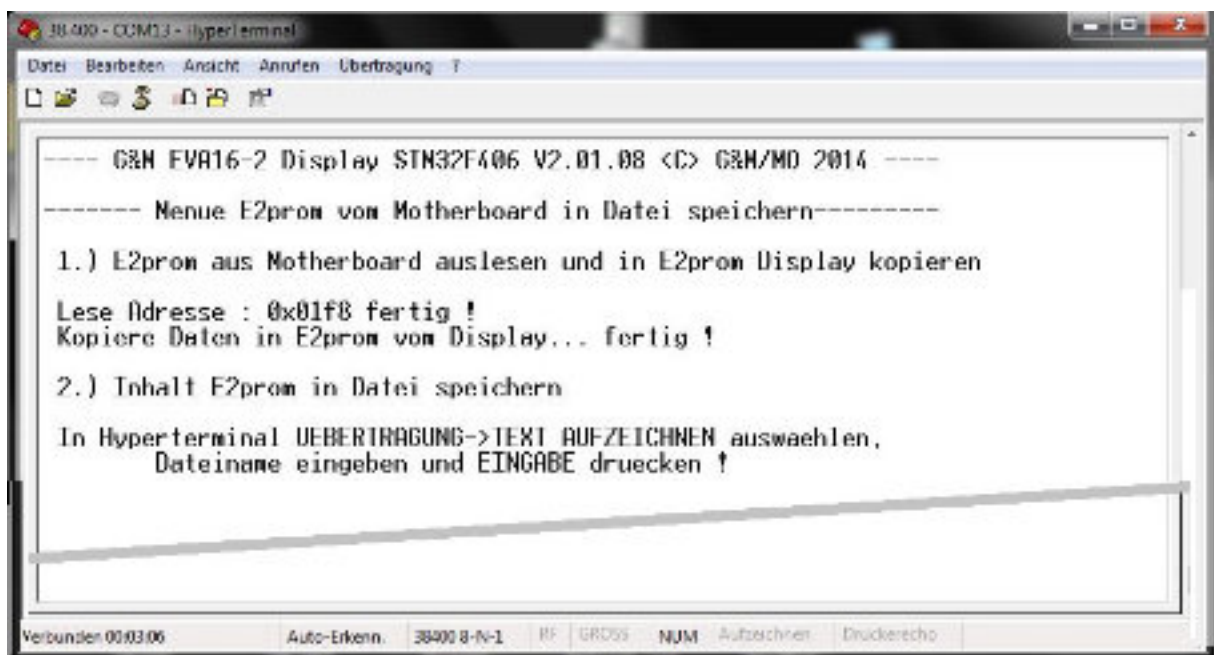 38400 - COM13 - HyperTerminal
Datei Bearbeiten Ansicht Anrufen Übertragung ?
---- G&M EVA16-2 Display STM32F406 V2.01.08 <C> G&M/MD 2014 ----
------- Menue E2prom vom Motherboard in Datei speichern---------
1.) E2prom aus Motherboard auslesen und in E2prom Display kopieren
Lese Adresse : 0x01f8 fertig !
Kopiere Daten in E2prom vom Display... fertig !
2.) Inhalt E2prom in Datei speichern
In Hyperterminal UEBERTRAGUNG->TEXT AUFZEICHNEN auswaehlen,
Dateiname eingeben und EINGABE druecken !
Verbunden 00:03:06 Auto-Erkenn. 38400 8-N-1 RF GROSS NUM Aufzeichnen Druckerecho